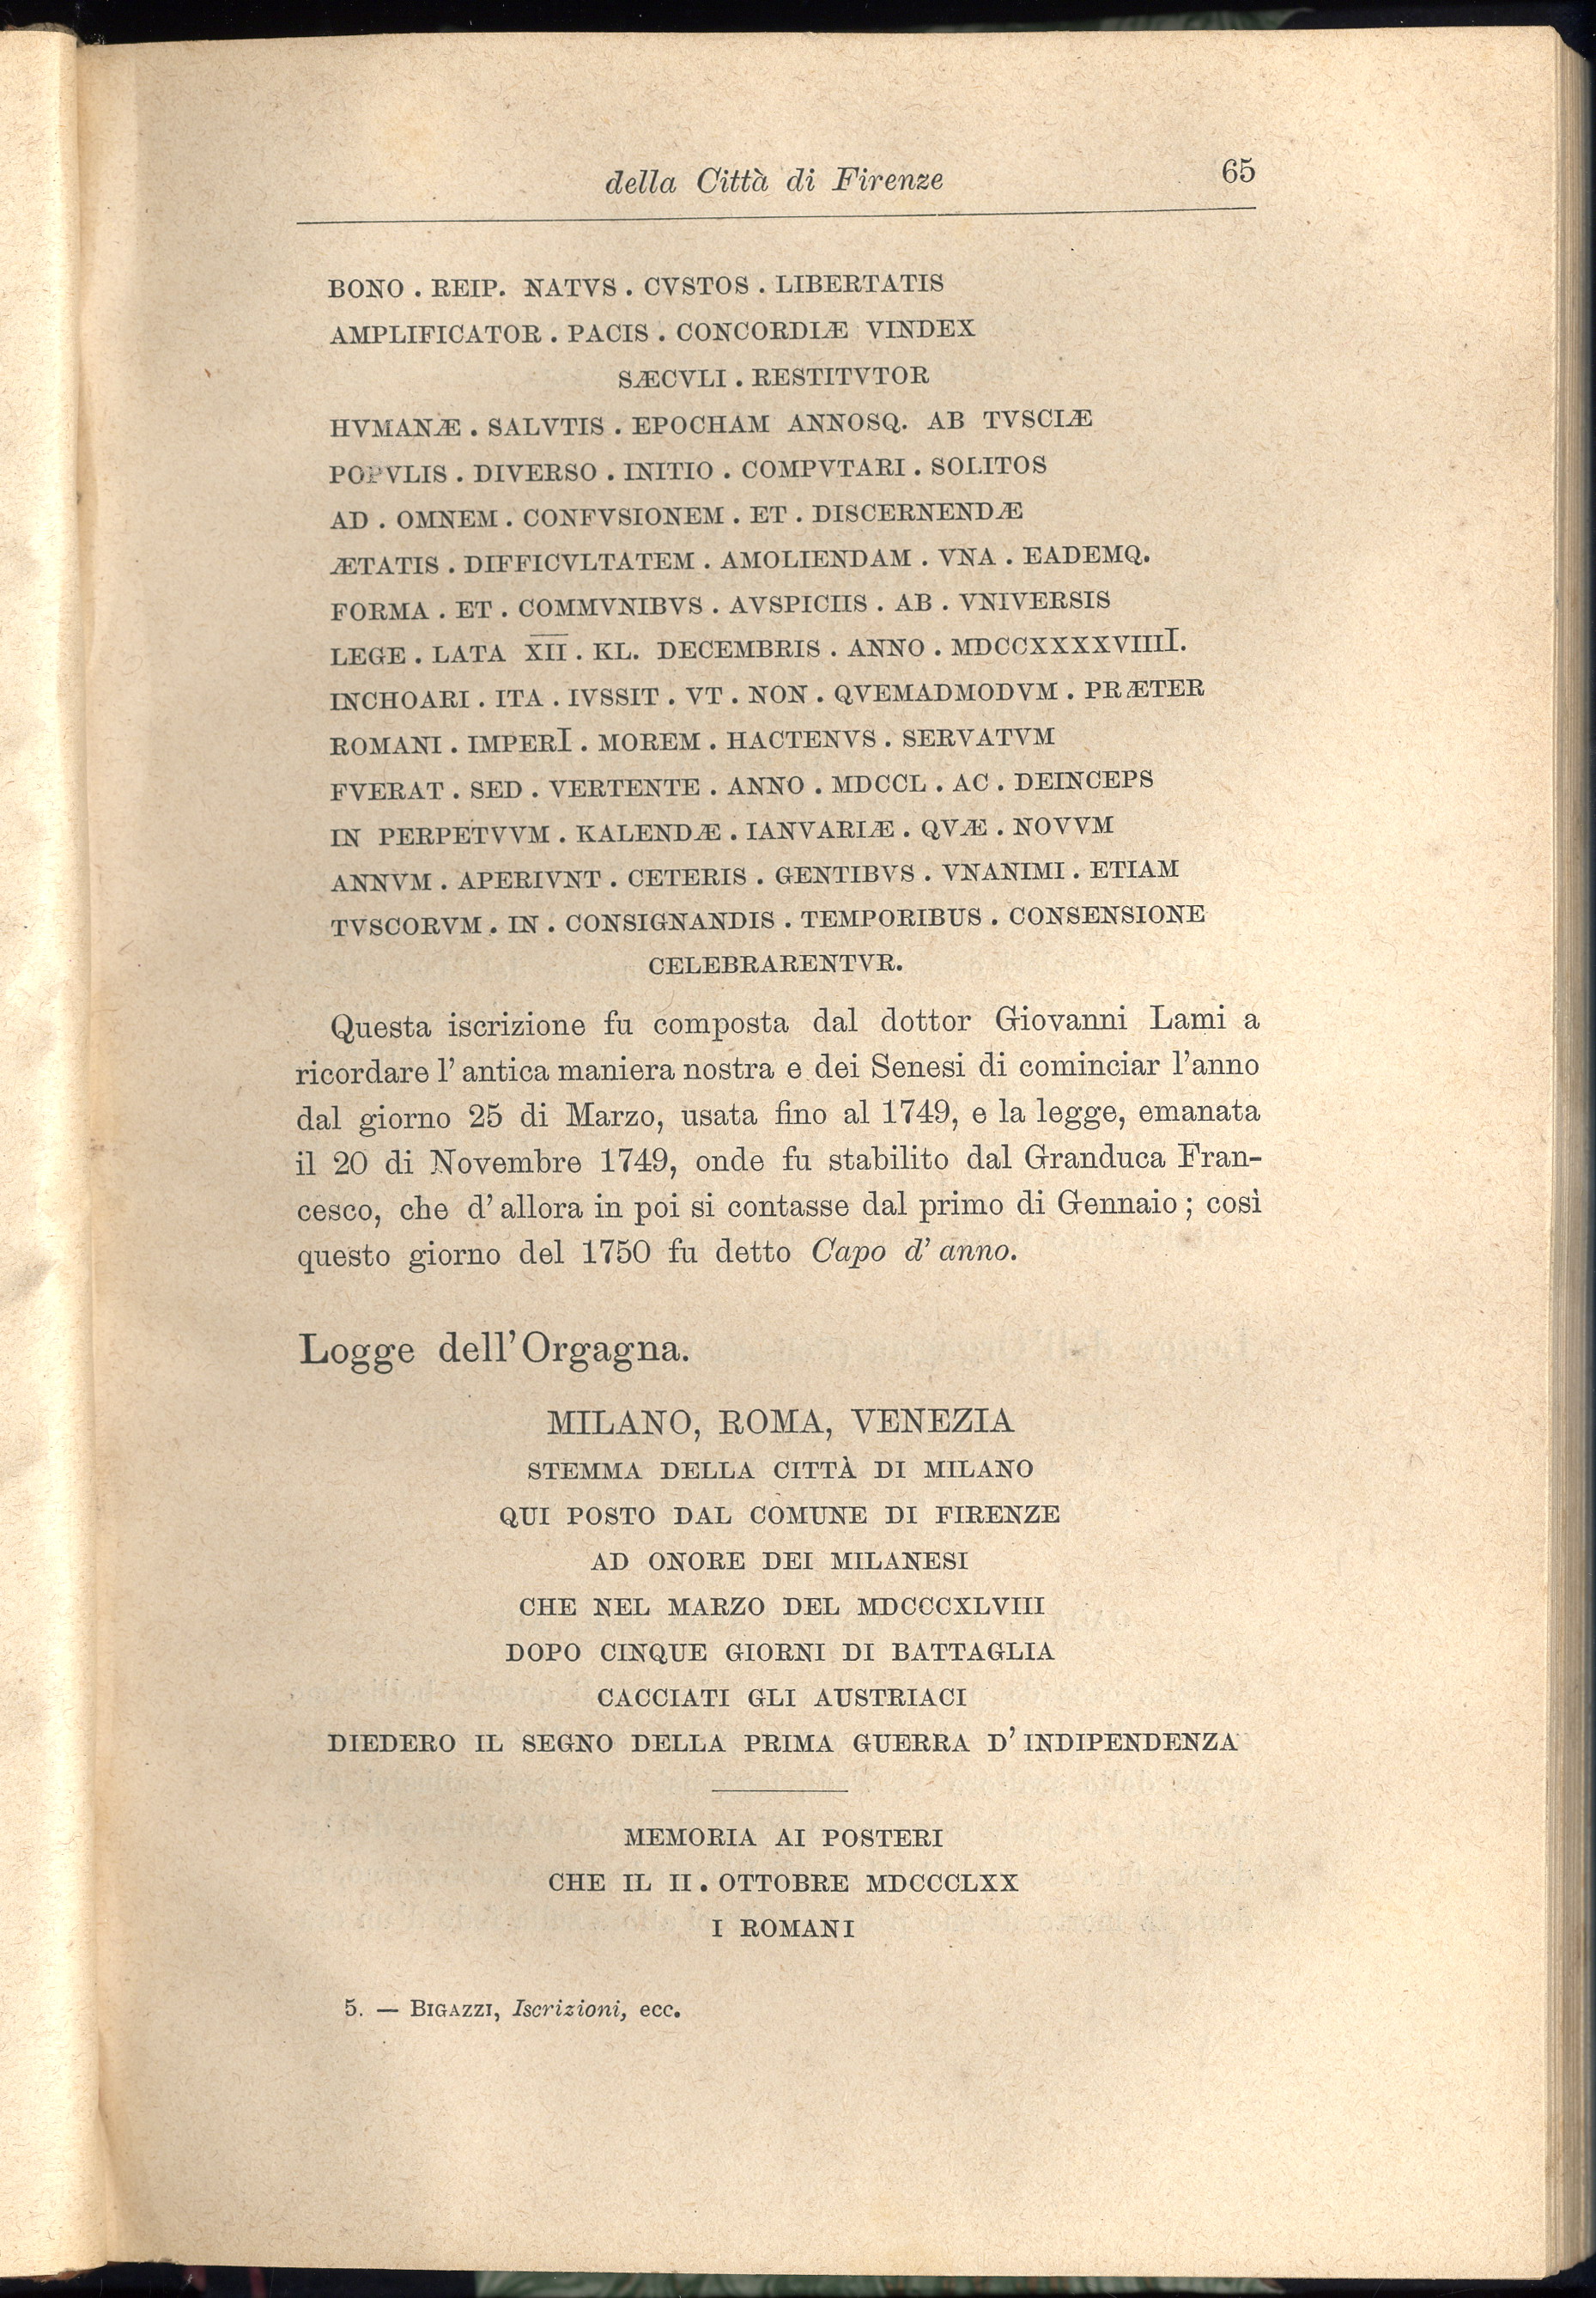 della Città di Firenze 65
BONO . REIP. NATVS . CVSTOS . LIBERTATIS
AMPLIFICATOR . PACIS . CONCORDIÆ VINDEX
SÆCVLI . RESTITVTOR
HVMANÆ . SALVTIS . EPOCHAM ANNOSQ. AB TVSCIÆ
POPVLIS . DIVERSO . INITIO . COMPVTARI . SOLITOS
AD . OMNEM . CONFVSIONEM . ET . DISCERNENDÆ
ÆTATIS . DIFFICVLTATEM . AMOLIENDAM . VNA . EADEMQ.
FORMA . ET . COMMVNIBVS . AVSPICIIS . AB . VNIVERSIS
LEGE . LATA X̅I̅I̅ . KL. DECEMBRIS . ANNO . MDCCXXXXVIIII.
INCHOARI . ITA . IVSSIT . VT . NON . QVEMADMODVM . PRÆTER
ROMANI . IMPERI . MOREM . HACTENVS . SERVATVM
FVERAT . SED . VERTENTE . ANNO . MDCCL . AC . DEINCEPS
IN PERPETVVM . KALENDÆ . IANVARIÆ . QVÆ . NOVVM
ANNVM . APERIVNT . CETERIS . GENTIBVS . VNANIMI . ETIAM
TVSCORVM . IN . CONSIGNANDIS . TEMPORIBUS . CONSENSIONE
CELEBRARENTVR.
Questa iscrizione fu composta dal dottor Giovanni Lami a
ricordare l' antica maniera nostra e dei Senesi di cominciar l'anno
dal giorno 25 di Marzo, usata fino al 1749, e la legge, emanata
il 20 di Novembre 1749, onde fu stabilito dal Granduca Fran-
cesco, che d' allora in poi si contasse dal primo di Gennaio ; così
questo giorno del 1750 fu detto Capo d' anno.
Logge dell'Orgagna.
MILANO, ROMA, VENEZIA
STEMMA DELLA CITTÀ DI MILANO
QUI POSTO DAL COMUNE DI FIRENZE
AD ONORE DEI MILANESI
CHE NEL MARZO DEL MDCCCXLVIII
DOPO CINQUE GIORNI DI BATTAGLIA
CACCIATI GLI AUSTRIACI
DIEDERO IL SEGNO DELLA PRIMA GUERRA D' INDIPENDENZA
MEMORIA AI POSTERI
CHE IL II . OTTOBRE MDCCCLXX
I ROMANI
5. — BIGAZZI, Iscrizioni, ecc.